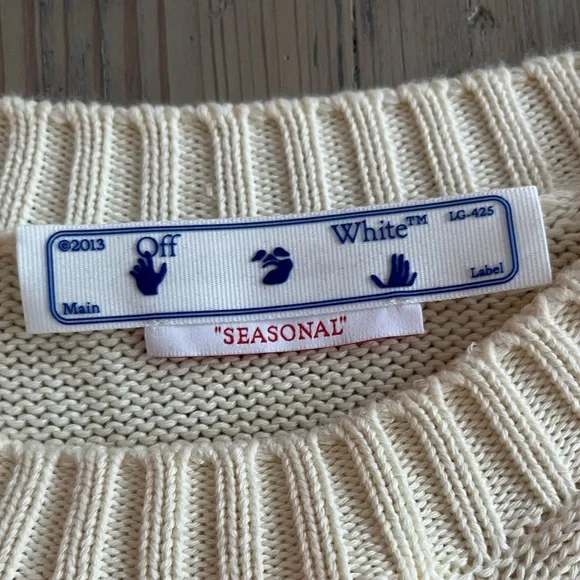 ©2013 Off White™ LG-425
Main Label
"SEASONAL"